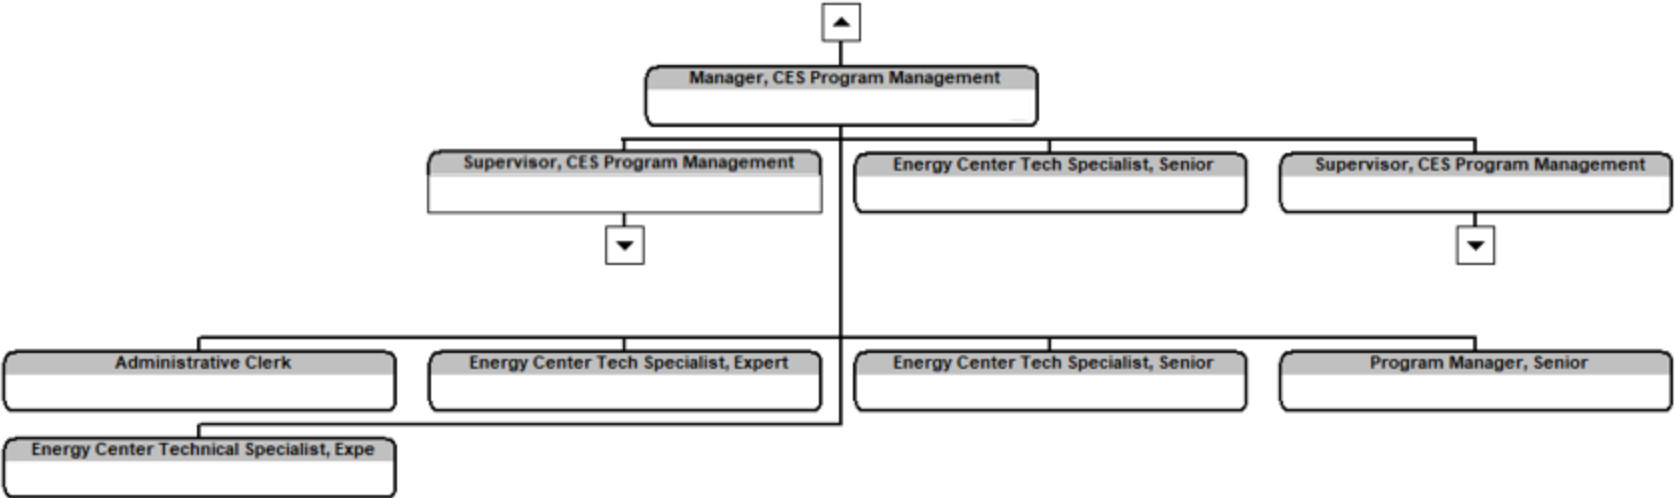 Manager, CES Program Management
Supervisor, CES Program Management
Energy Center Tech Specialist, Senior
Supervisor, CES Program Management
Administrative Clerk
Energy Center Tech Specialist, Expert
Energy Center Tech Specialist, Senior
Program Manager, Senior
Energy Center Technical Specialist, Expe